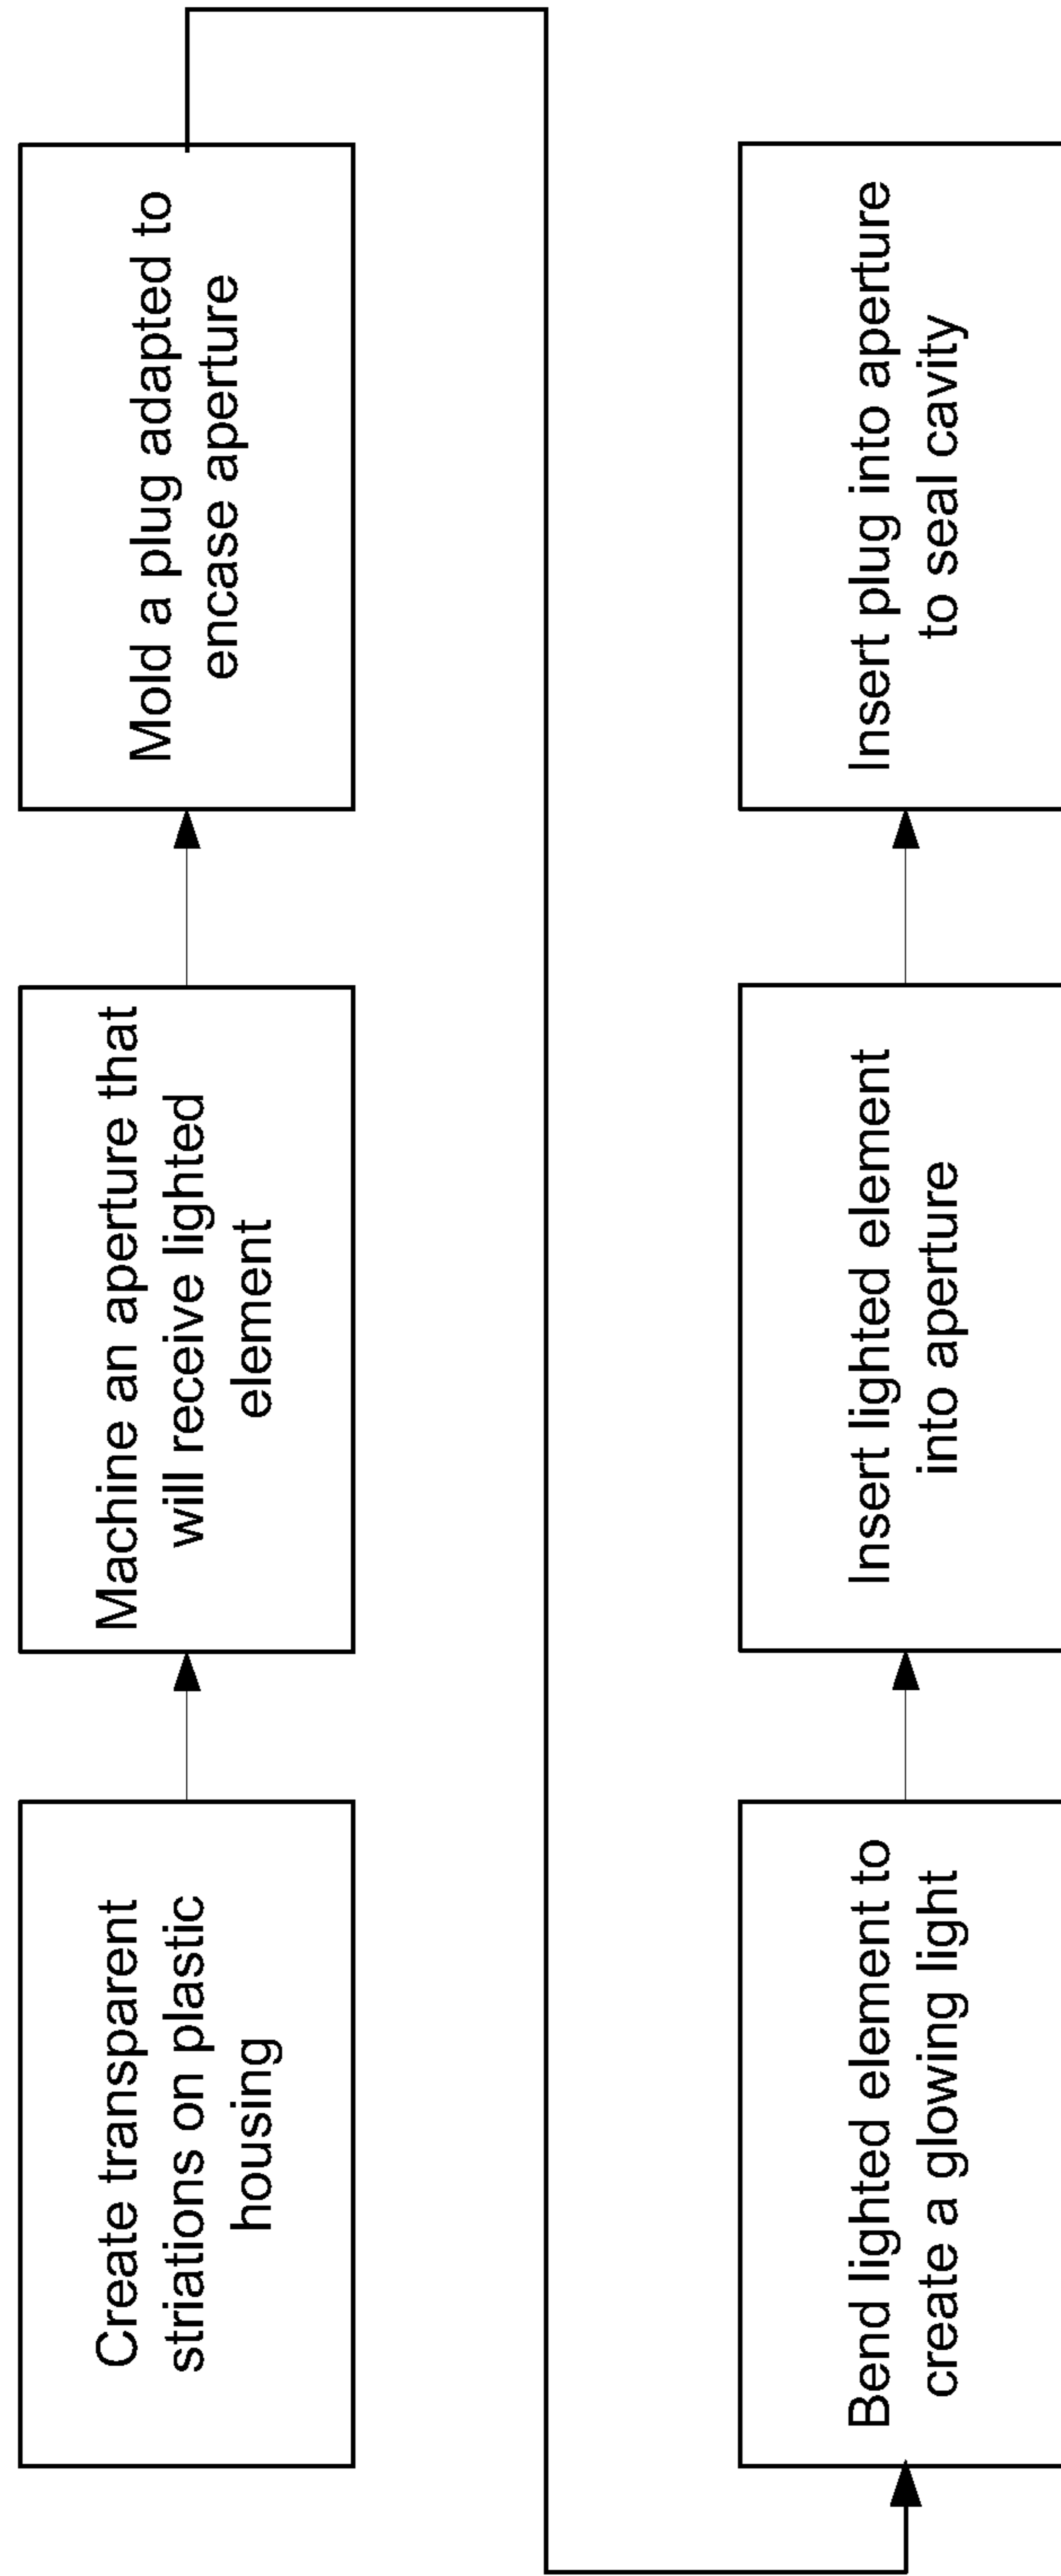 Create transparent
striations on plastic
housing
Machine an aperture that
will receive lighted
element
Mold a plug adapted to
encase aperture
Bend lighted element to
create a glowing light
Insert lighted element
into aperture
Insert plug into aperture
to seal cavity